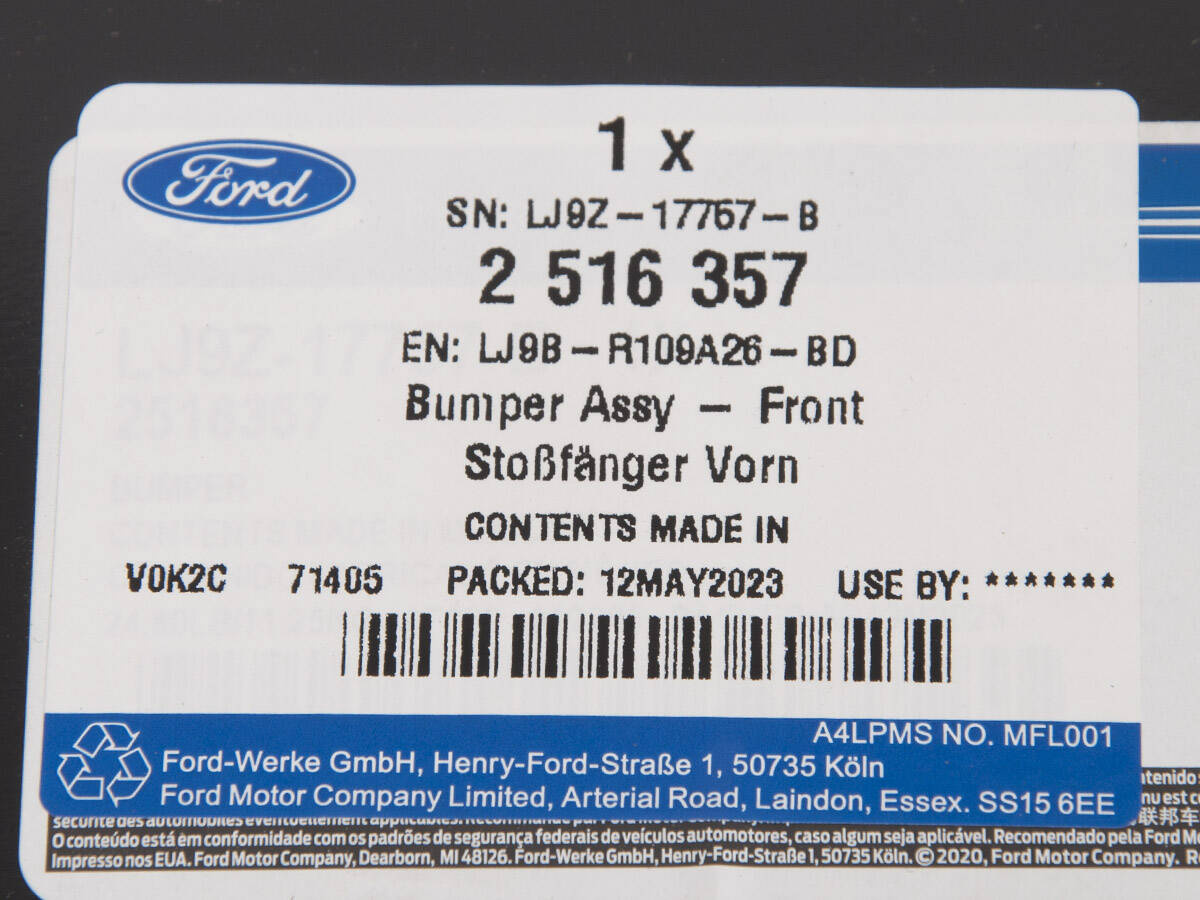 Ford
1 x
SN: LJ9Z-17757-B
2 516 357
EN: LJ9B-R109A26-BD
Bumper Assy - Front
Stoßfänger Vorn
CONTENTS MADE IN
V0K2C 71405 PACKED: 12MAY2023 USE BY: *******
A4LPMS NO. MFL001
Ford-Werke GmbH, Henry-Ford-Straße 1, 50735 Köln
Ford Motor Company Limited, Arterial Road, Laindon, Essex. SS15 6EE
O conteúdo está em conformidade com os padrões de segurança federais de veículos automotores, caso algum seja aplicável. Recomendado pela Ford
Impresso nos EUA. Ford Motor Company, Dearborn, MI 48126. Ford-Werke GmbH, Henry-Ford-Straße 1, 50735 Köln. © 2020, Ford Motor Company.